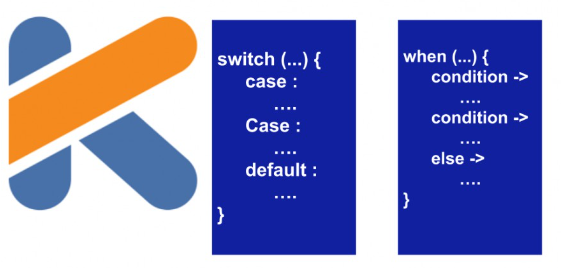 switch (...) {
case :
....
Case :
....
default :
....
}
when (...) {
condition ->
....
condition ->
....
else ->
....
}